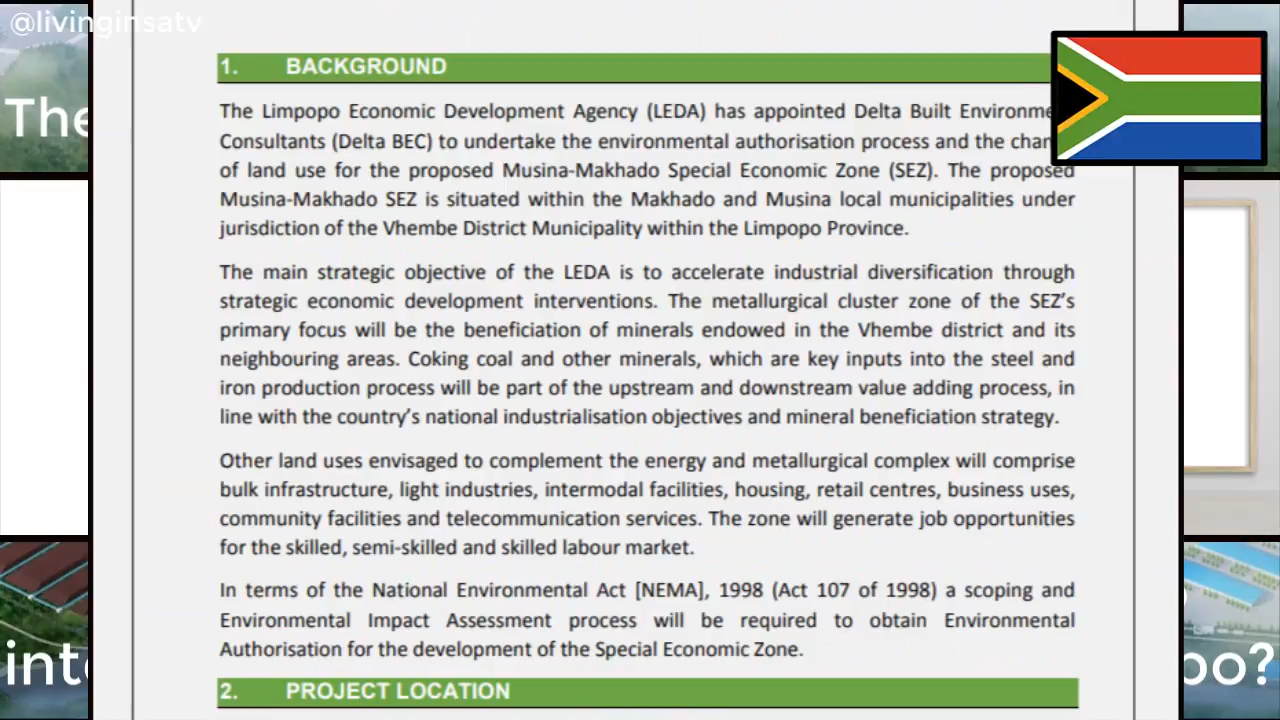 @livinginsatv
The
1. BACKGROUND
The Limpopo Economic Development Agency (LEDA) has appointed Delta Built
Consultants (Delta BEC) to undertake the environmental authorisation process and the
of land use for the proposed Musina-Makhado Special Economic Zone (SEZ). The proposed
Musina-Makhado SEZ is situated within the Makhado and Musina local municipalities under
jurisdiction of the Vhembe District Municipality within the Limpopo Province.
The main strategic objective of the LEDA is to accelerate industrial diversification through
strategic economic development interventions. The metallurgical cluster zone of the SEZ's
primary focus will be the beneficiation of minerals endowed in the Vhembe district and its
neighbouring areas. Coking coal and other minerals, which are key inputs into the steel and
iron production process will be part of the upstream and downstream value adding process, in
line with the country's national industrialisation objectives and mineral beneficiation strategy.
Other land uses envisaged to complement the energy and metallurgical complex will comprise
bulk infrastructure, light industries, intermodal facilities, housing, retail centres, business uses,
community facilities and telecommunication services. The zone will generate job opportunities
for the skilled, semi-skilled and skilled labour market.
In terms of the National Environmental Act [NEMA], 1998 (Act 107 of 1998) a scoping and
Environmental Impact Assessment process will be required to obtain Environmental
Authorisation for the development of the Special Economic Zone.
2. PROJECT LOCATION